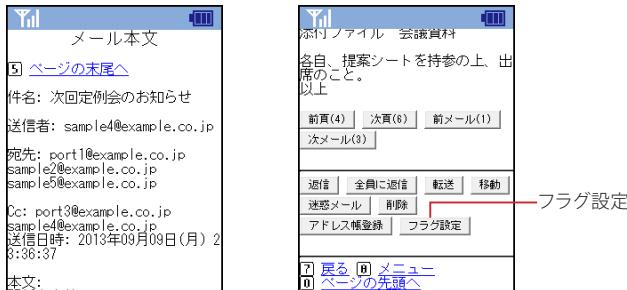 メール本文
5 ページの末尾へ
件名: 次回定例会のお知らせ
送信者: sample4@example.co.jp
宛先: port1@example.co.jp
sample2@example.co.jp
sample5@example.co.jp
Cc: port3@example.co.jp
sample4@example.co.jp
送信日時: 2013年09月09日(月) 2
3:36:37
本文:
添付ファイル 会議資料
各自、提案シートを持参の上、出
席のこと。
以上
前頁(4) 次頁(6) 前メール(1)
次メール(3)
返信 全員に返信 転送 移動
迷惑メール 削除
アドレス帳登録 フラグ設定
7 戻る 8 メニュー
0 ページの先頭へ
フラグ設定